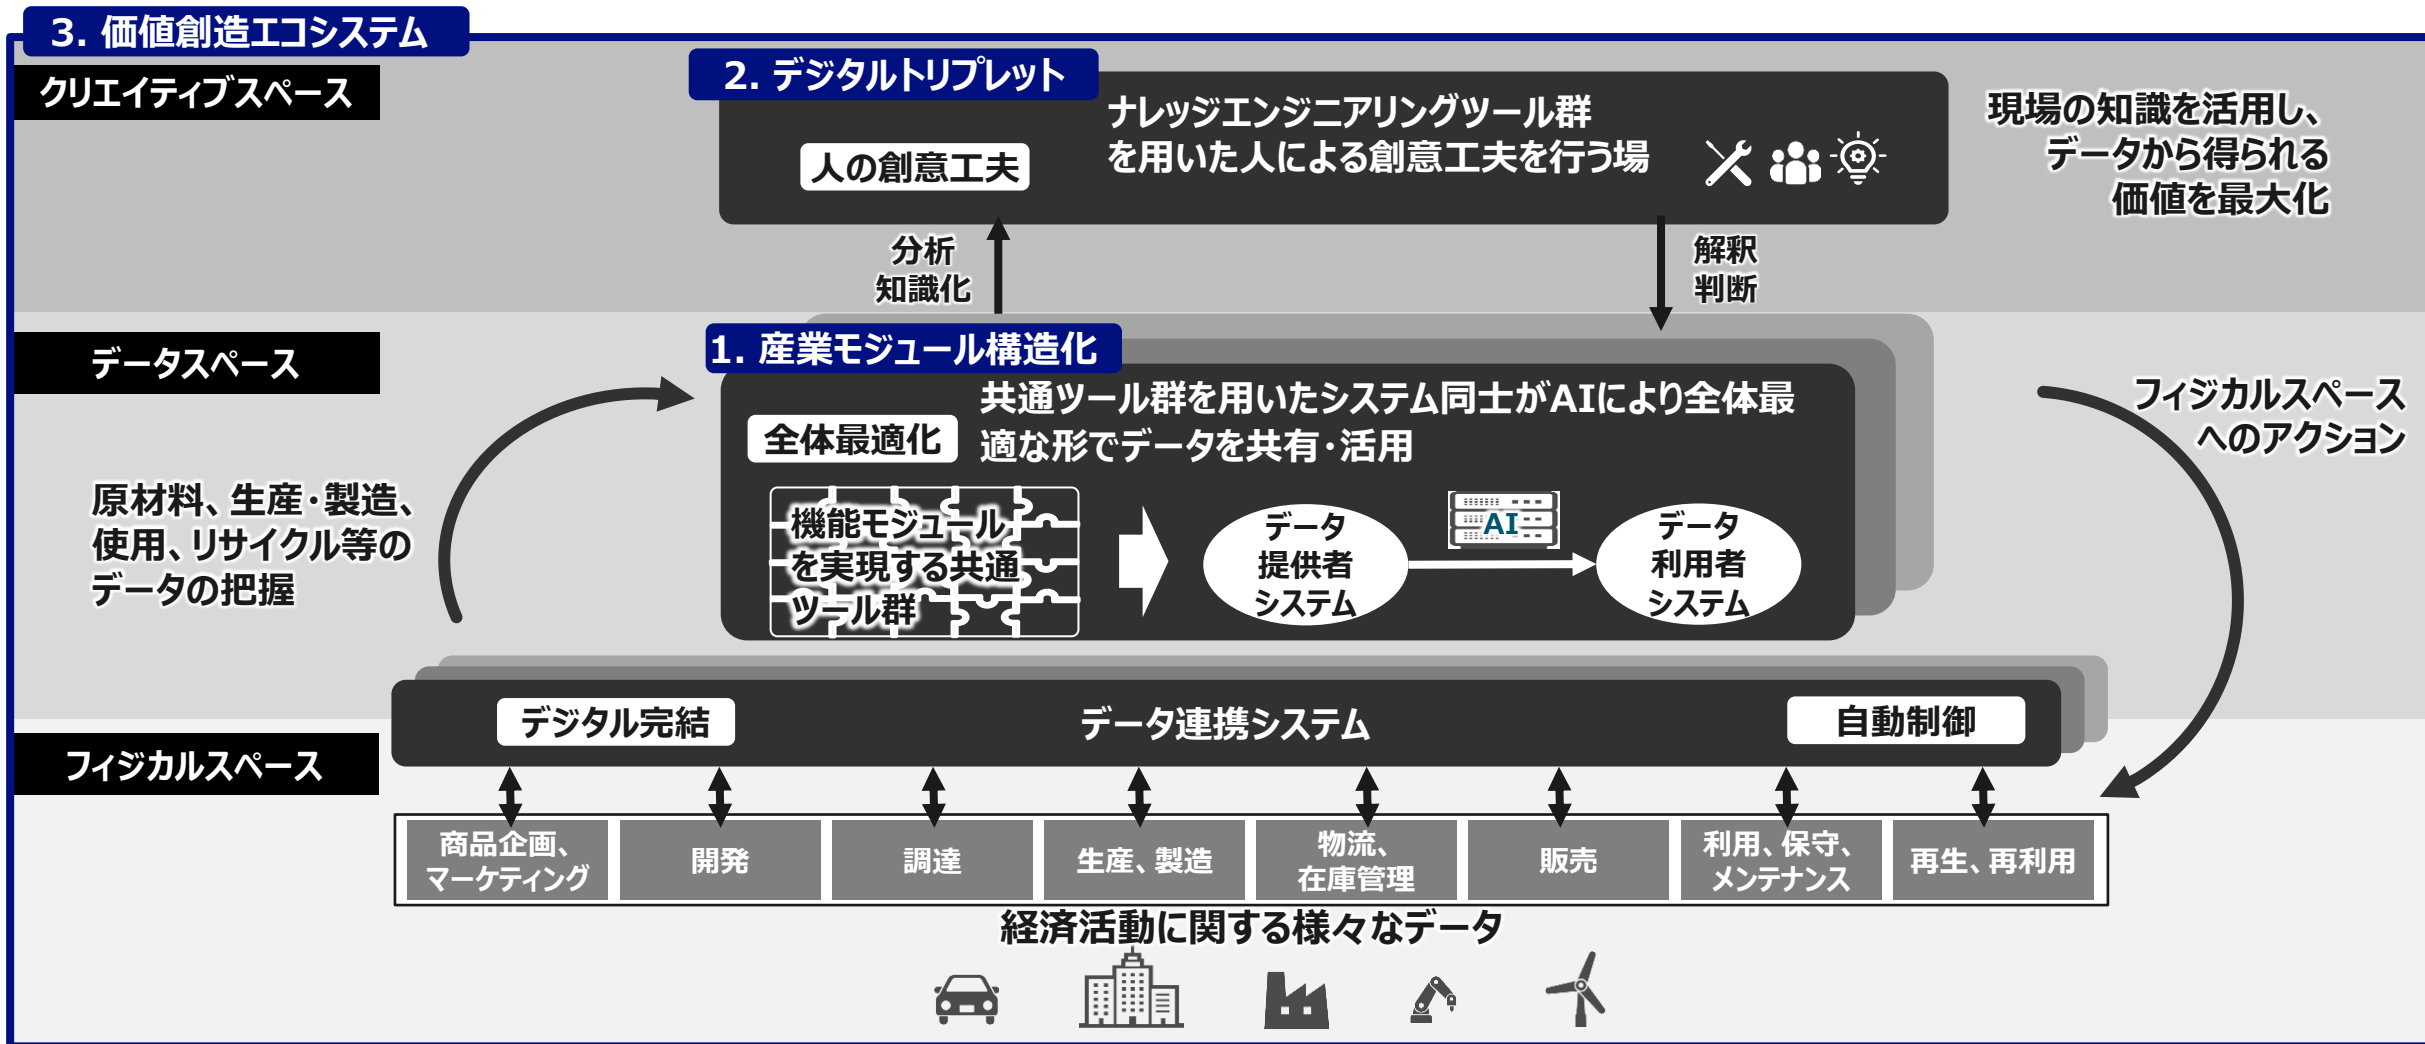 3. 価値創造エコシステム
クリエイティブスペース
2. デジタルトリプレット
ナレッジエンジニアリングツール群
を用いた人による創意工夫を行う場
人の創意工夫
現場の知識を活用し、
データから得られる
価値を最大化
分析
知識化
解釈
判断
データスペース
1. 産業モジュール構造化
共通ツール群を用いたシステム同士がAIにより全体最
適な形でデータを共有・活用
全体最適化
フィジカルスペース
へのアクション
原材料、生産・製造、
使用、リサイクル等の
データの把握
機能モジュール
を実現する共通
ツール群
データ
提供者
システム
AI
データ
利用者
システム
デジタル完結
データ連携システム
自動制御
フィジカルスペース
商品企画、
マーケティング
開発
調達
生産、製造
物流、
在庫管理
販売
利用、保守、
メンテナンス
再生、再利用
経済活動に関する様々なデータ